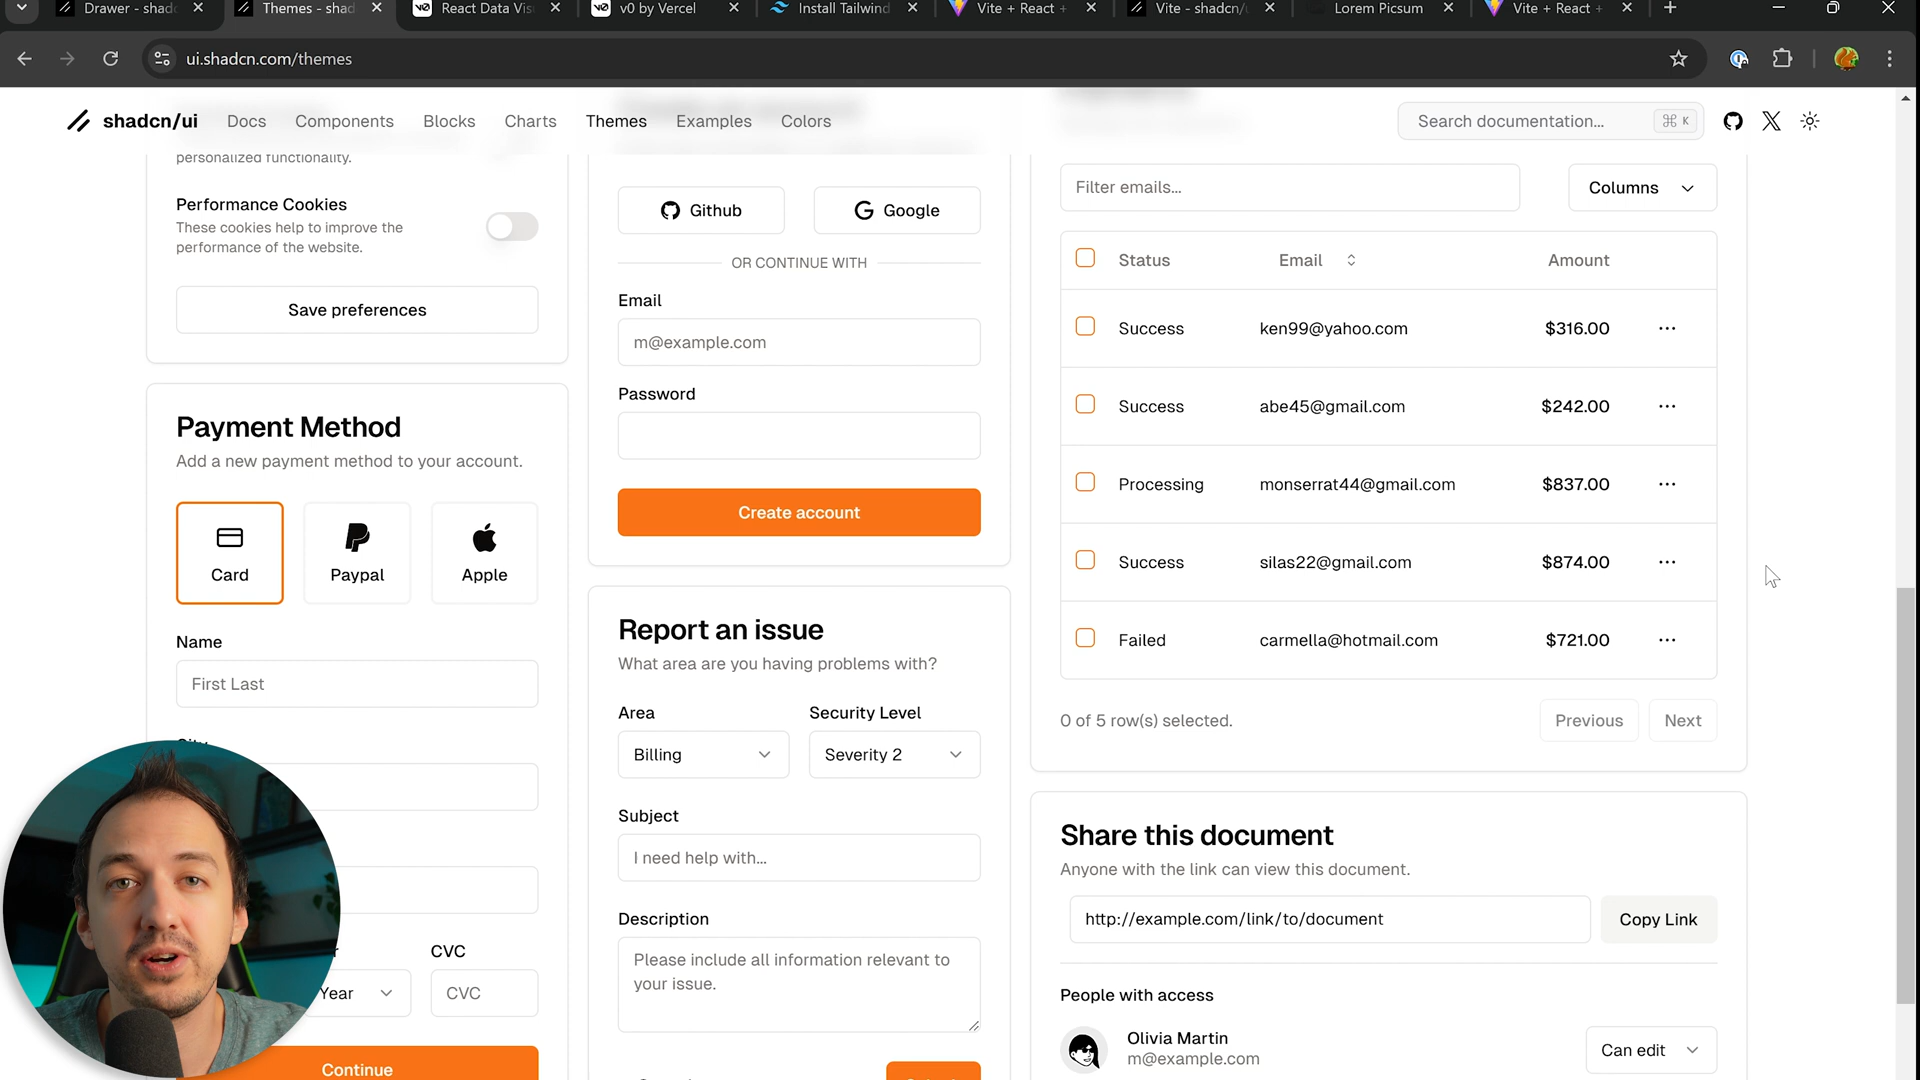 Drawer - shadc
Themes - shad
React Data Vis
v0 by Vercel
Install Tailwind
Vite + React +
Vite - shadcn/u
Lorem Picsum
Vite + React +
ui.shadcn.com/themes
shadcn/ui
Docs
Components
Blocks
Charts
Themes
Examples
Colors
Search documentation...
⌘ K
personalized functionality.
Performance Cookies
These cookies help to improve the
performance of the website.
Save preferences
Payment Method
Add a new payment method to your account.
Card
Paypal
Apple
Name
First Last
City
Year
CVC
CVC
Continue
Github
Google
OR CONTINUE WITH
Email
m@example.com
Password
Create account
Report an issue
What area are you having problems with?
Area
Security Level
Billing
Severity 2
Subject
I need help with...
Description
Please include all information relevant to
your issue.
Filter emails...
Columns
Status Email Amount
Success ken99@yahoo.com $316.00
Success abe45@gmail.com $242.00
Processing monserrat44@gmail.com $837.00
Success silas22@gmail.com $874.00
Failed carmella@hotmail.com $721.00
0 of 5 row(s) selected.
Previous
Next
Share this document
Anyone with the link can view this document.
http://example.com/link/to/document
Copy Link
People with access
Olivia Martin
m@example.com
Can edit